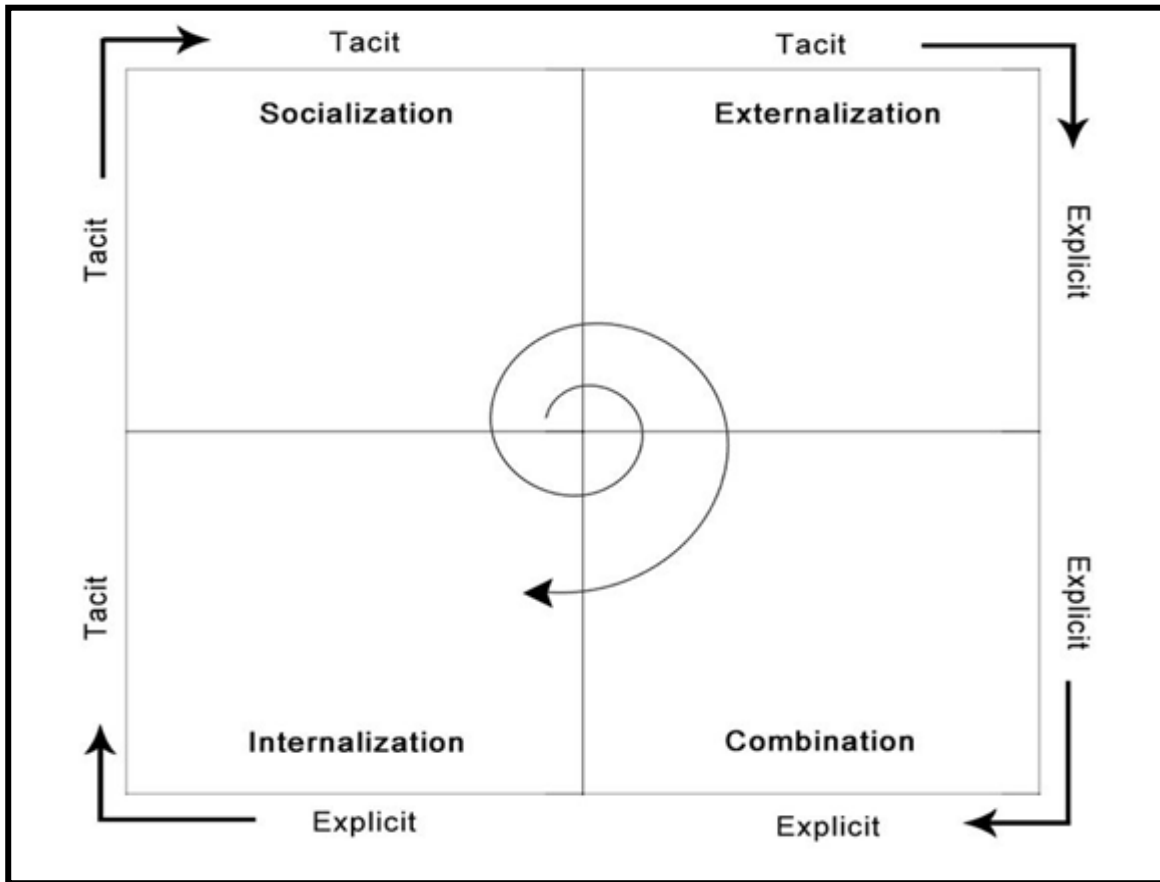 Tacit
Tacit
Socialization
Externalization
Tacit
Explicit
Tacit
Explicit
Internalization
Combination
Explicit
Explicit